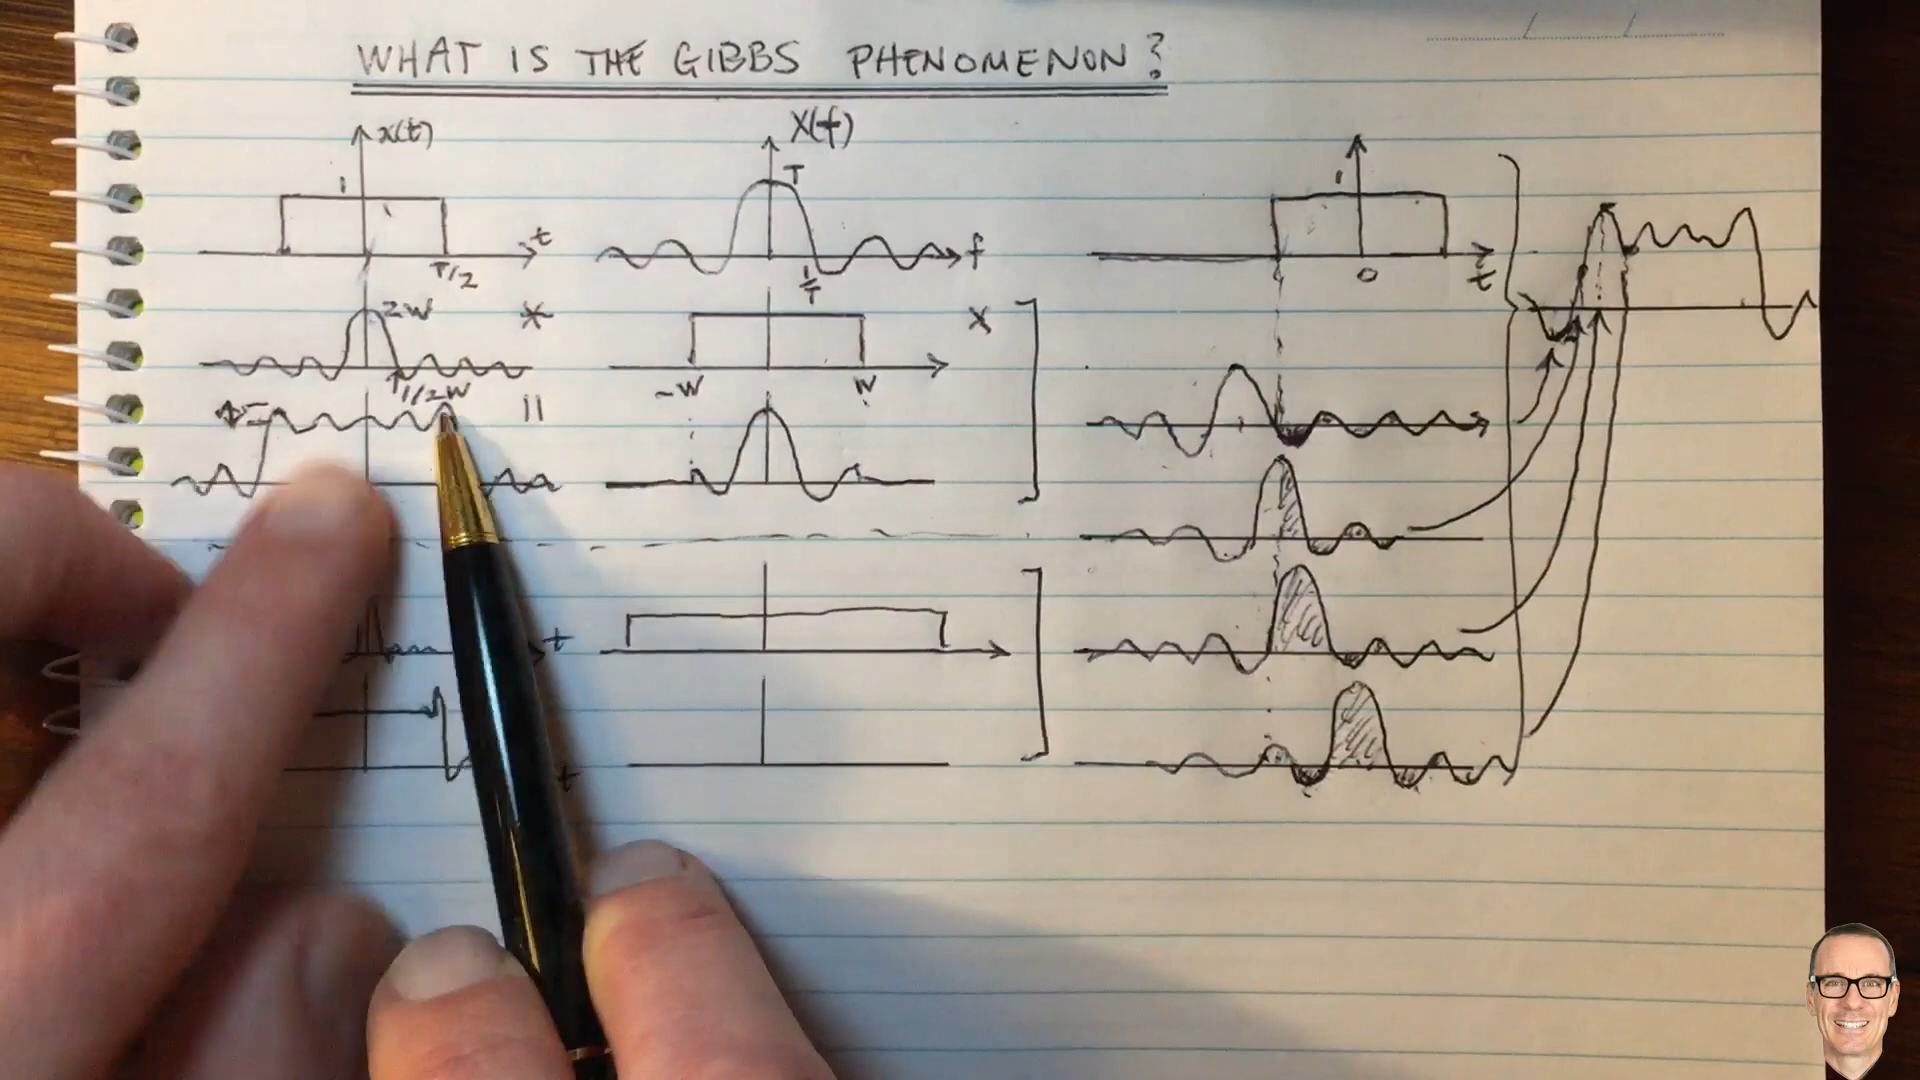 WHAT IS THE GIBBS PHENOMENON?
x(t)
X(f)
1
T
1
t
T/2
f
1/T
0
t
2W
*
X
1/2W
-W
W
||
t
t